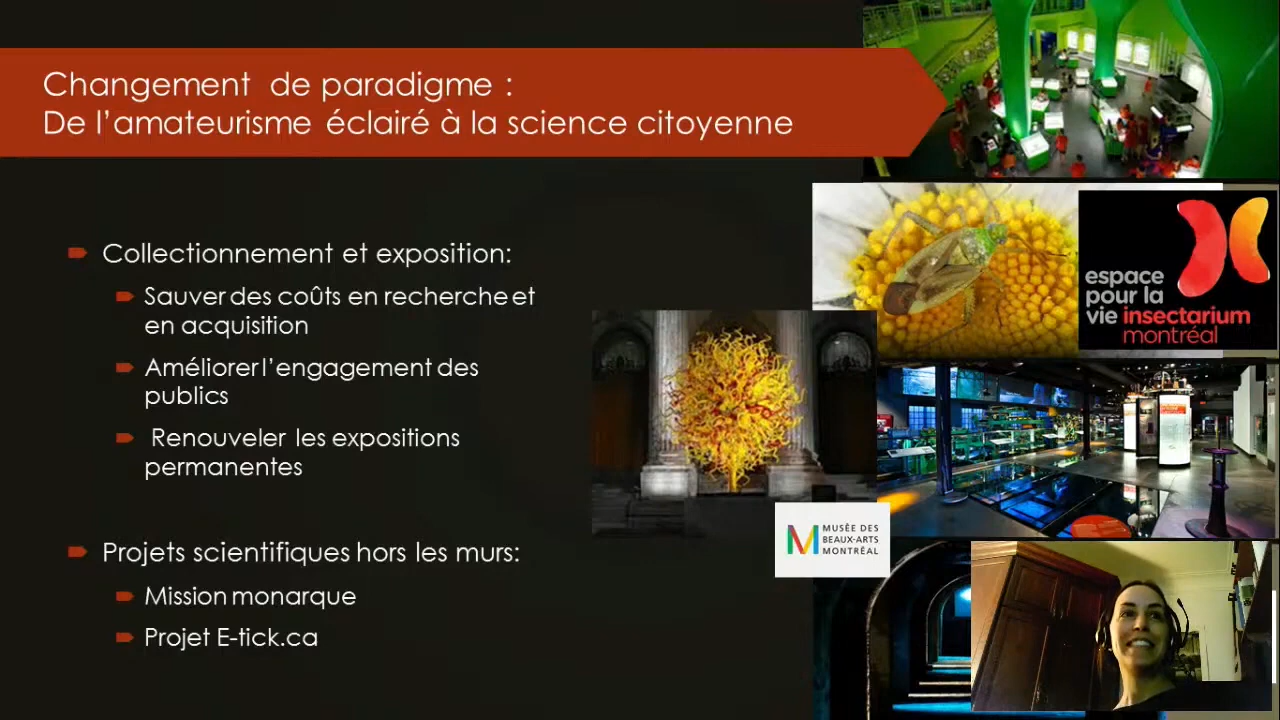 Changement de paradigme :
De l'amateurisme éclairé à la science citoyenne
Collectionnement et exposition:
Sauver des coûts en recherche et
en acquisition
Améliorer l'engagement des
publics
Renouveler les expositions
permanentes
Projets scientifiques hors les murs:
Mission monarque
Projet E-tick.ca
espace
pour la
vie insectarium
montréal
MUSÉE DES
BEAUX-ARTS
MONTRÉAL